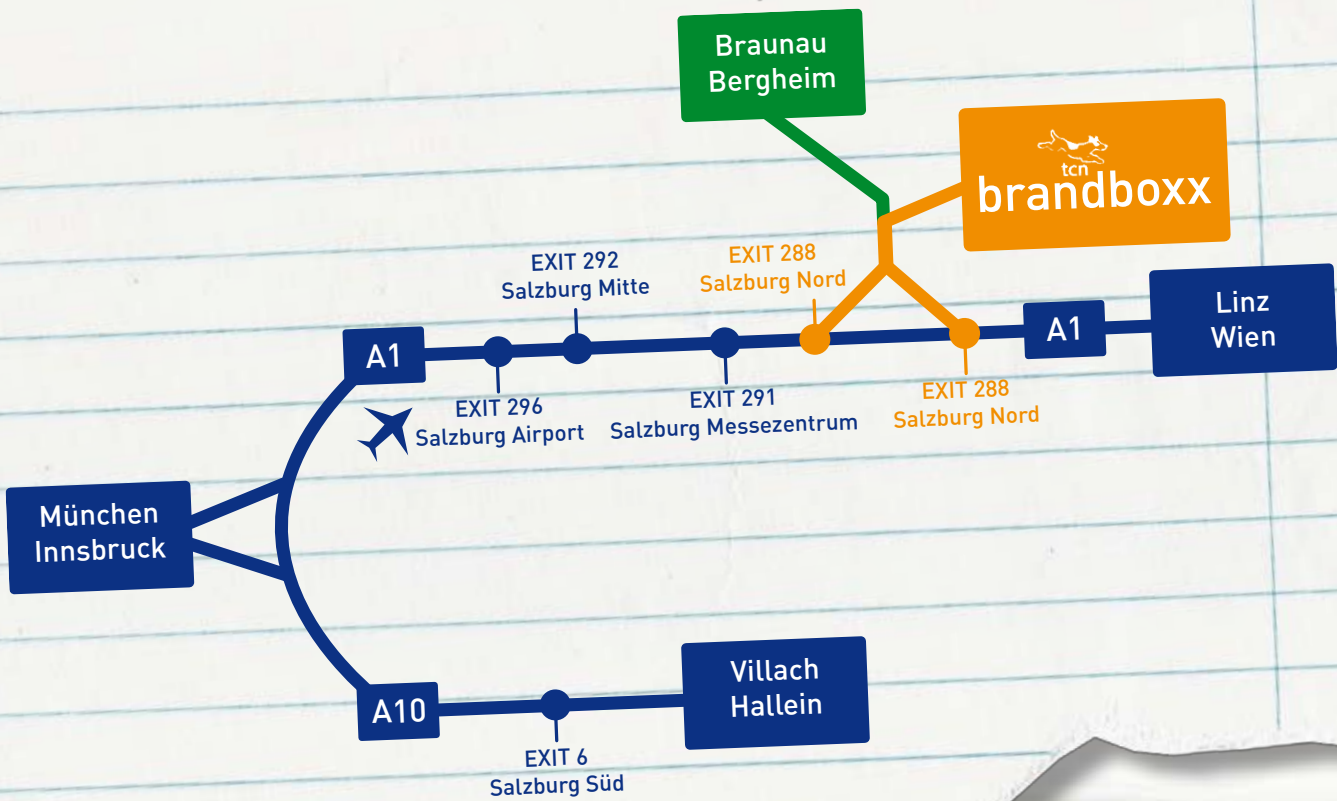 Braunau
Bergheim
tcn
brandboxx
EXIT 292
Salzburg Mitte
EXIT 288
Salzburg Nord
Linz
Wien
A1
A1
EXIT 296
Salzburg Airport
EXIT 291
Salzburg Messezentrum
EXIT 288
Salzburg Nord
München
Innsbruck
A10
Villach
Hallein
EXIT 6
Salzburg Süd